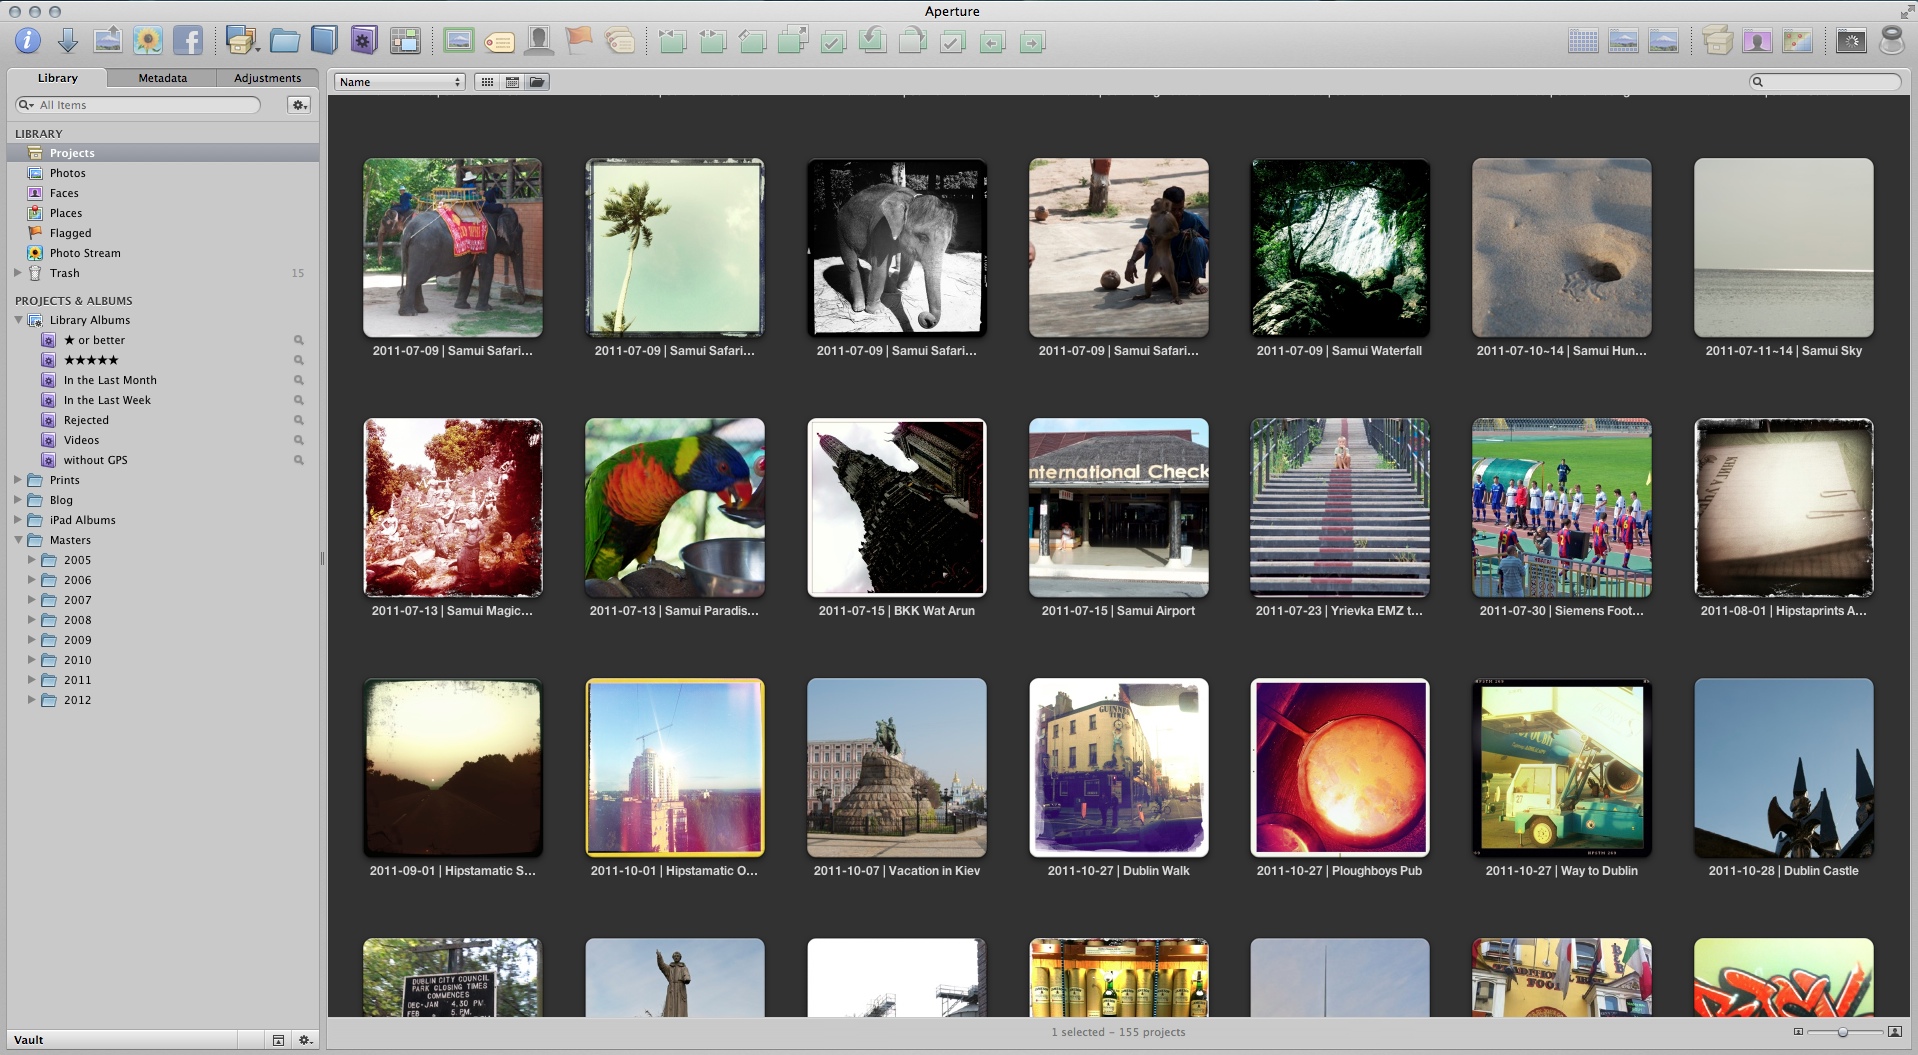 Aperture
Library
Metadata
Adjustments
Name
All Items
LIBRARY
Projects
Photos
Faces
Places
Flagged
Photo Stream
Trash 15
PROJECTS & ALBUMS
Library Albums
★ or better
★★★★★
In the Last Month
In the Last Week
Rejected
Videos
without GPS
Prints
Blog
iPad Albums
Masters
2005
2006
2007
2008
2009
2010
2011
2012
Vault
2011-07-09 | Samui Safari...
2011-07-09 | Samui Safari...
2011-07-09 | Samui Safari...
2011-07-09 | Samui Safari...
2011-07-09 | Samui Waterfall
2011-07-10~14 | Samui Hun...
2011-07-11~14 | Samui Sky
nternational Check
2011-07-13 | Samui Magic...
2011-07-13 | Samui Paradis...
2011-07-15 | BKK Wat Arun
2011-07-15 | Samui Airport
2011-07-23 | Yrievka EMZ t...
2011-07-30 | Siemens Foot...
2011-08-01 | Hipstaprints A...
GUINNESS
TIME
2011-09-01 | Hipstamatic S...
2011-10-01 | Hipstamatic O...
2011-10-07 | Vacation in Kiev
2011-10-27 | Dublin Walk
2011-10-27 | Ploughboys Pub
2011-10-27 | Way to Dublin
2011-10-28 | Dublin Castle
DUBLIN CITY COUNCIL
PARK CLOSING TIMES
COMMENCES
DEC-JAN 4.30 PM.
FEB 5 PM.
1 selected – 155 projects